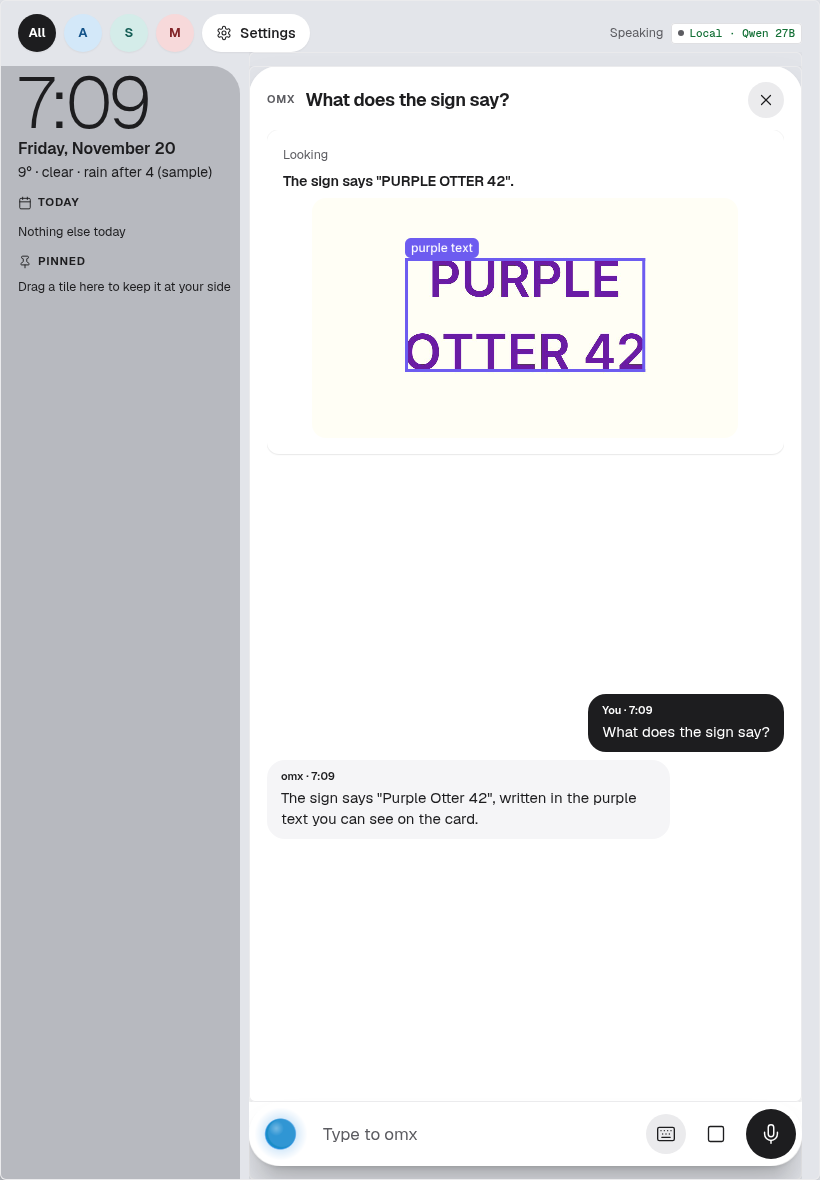 All A S M Settings
Speaking Local · Qwen 27B
7:09
Friday, November 20
9° · clear · rain after 4 (sample)
TODAY
Nothing else today
PINNED
Drag a tile here to keep it at your side
OMX What does the sign say?
Looking
The sign says "PURPLE OTTER 42".
purple text
PURPLE
OTTER 42
You · 7:09
What does the sign say?
omx · 7:09
The sign says "Purple Otter 42", written in the purple
text you can see on the card.
Type to omx